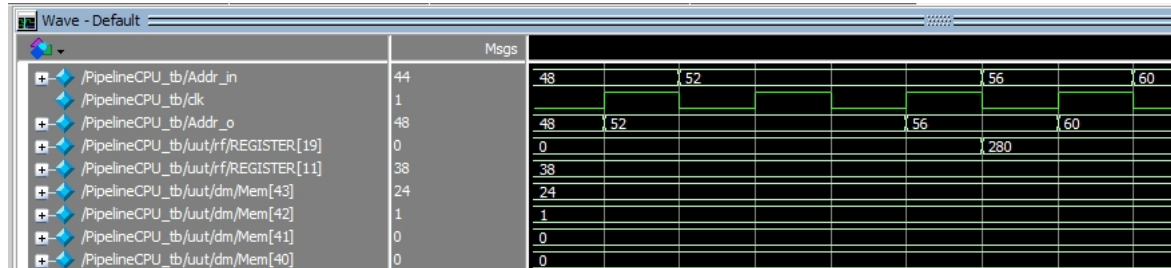 Wave - Default
Msgs
/PipelineCPU_tb/Addr_in 44 48 52 56 60
/PipelineCPU_tb/clk 1
/PipelineCPU_tb/Addr_o 48 48 52 56 60
/PipelineCPU_tb/uut/rf/REGISTER[19] 0 0 280
/PipelineCPU_tb/uut/rf/REGISTER[11] 38 38
/PipelineCPU_tb/uut/dm/Mem[43] 24 24
/PipelineCPU_tb/uut/dm/Mem[42] 1 1
/PipelineCPU_tb/uut/dm/Mem[41] 0 0
/PipelineCPU_tb/uut/dm/Mem[40] 0 0